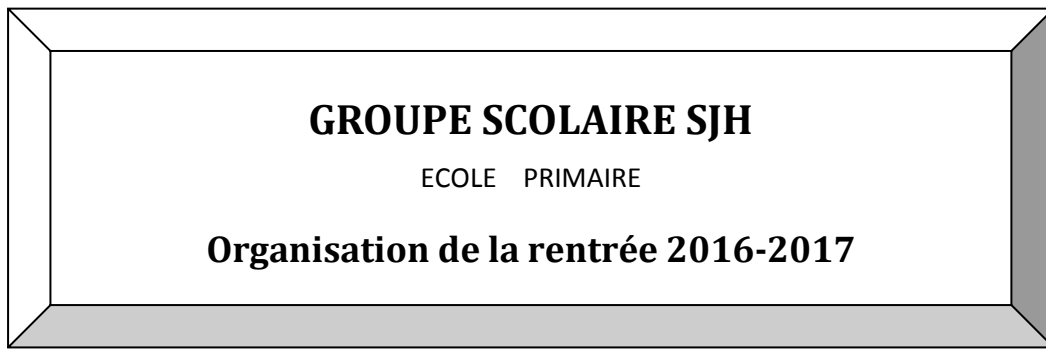 GROUPE SCOLAIRE SJH
ECOLE PRIMAIRE
Organisation de la rentrée 2016-2017